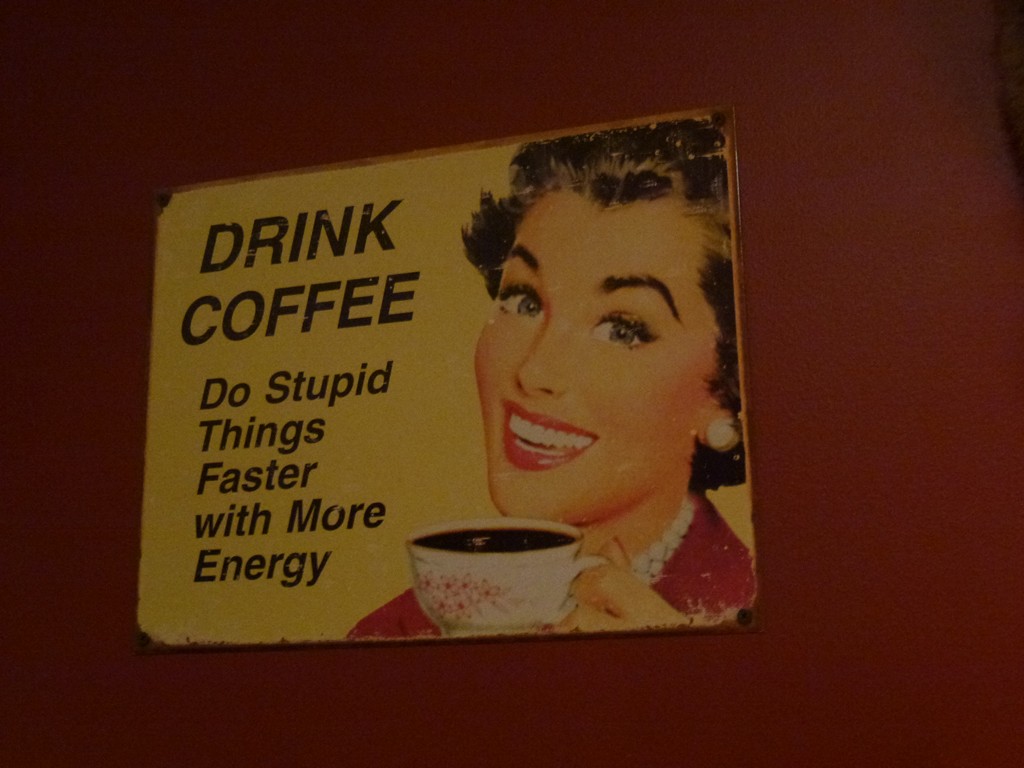 DRINK
COFFEE
Do Stupid
Things
Faster
with More
Energy